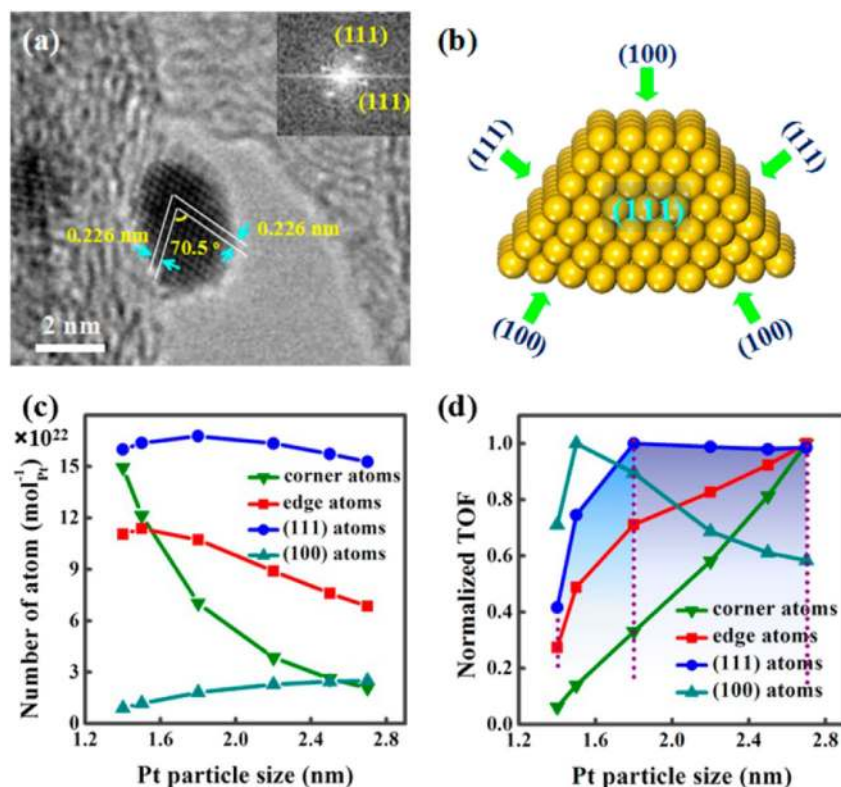 (a)
(111)
(111)
0.226 nm
0.226 nm
70.5 °
2 nm
(b)
(100)
(111)
(111)
(111)
(100)
(100)
(c)
×10²²
Number of atom (mol⁻¹Pt)
15
12
9
6
3
0
corner atoms
edge atoms
(111) atoms
(100) atoms
1.2 1.6 2.0 2.4 2.8
Pt particle size (nm)
(d)
Normalized TOF
1.0
0.8
0.6
0.4
0.2
0.0
corner atoms
edge atoms
(111) atoms
(100) atoms
1.2 1.6 2.0 2.4 2.8
Pt particle size (nm)